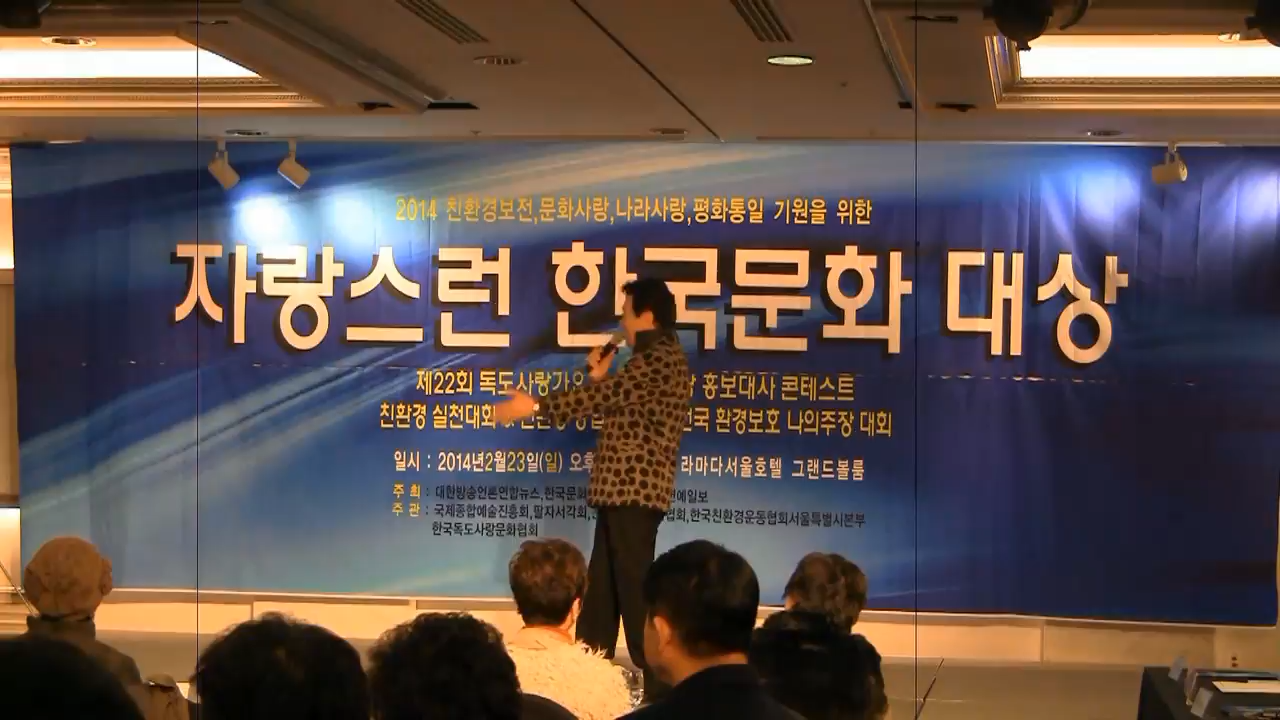 2014 친환경보전,문화사랑,나라사랑,평화통일 기원을 위한
자랑스런 한국문화 대상
제22회 독도사랑가요 홍보대사 콘테스트
친환경 실천대회 & 친환경 전국 환경보호 나의주장 대회
일시 : 2014년2월23일(일) 오후 라마다서울호텔 그랜드볼룸
주 최 : 대한방송언론연합뉴스,한국문화 연예일보
주 관 : 국제종합예술진흥회,팔자서각회, 협회,한국친환경운동협회서울특별시본부
한국독도사랑문화협회